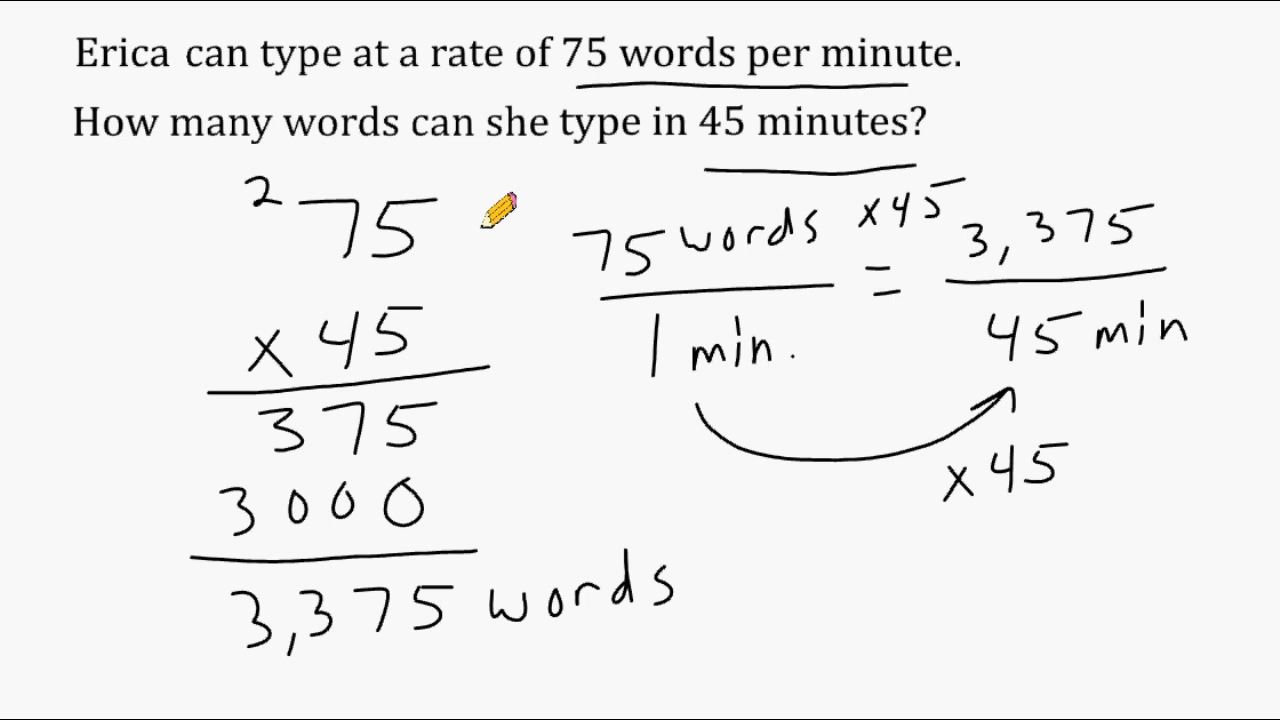 Erica can type at a rate of 75 words per minute.
How many words can she type in 45 minutes?
2 75
x 45
375
3000
3,375 words
75 words x45 3,375
=
1 min. 45 min
x45